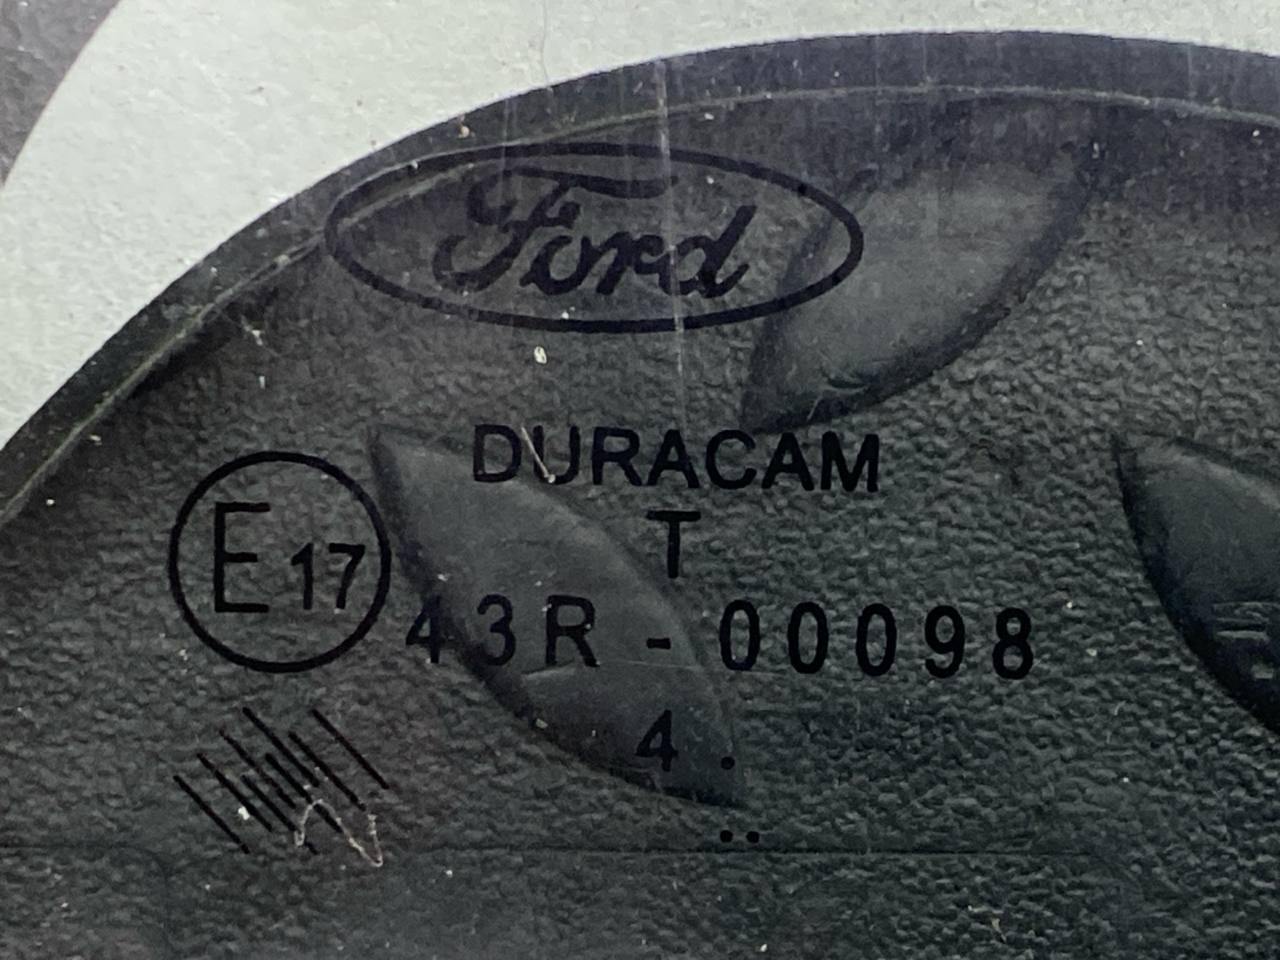 Ford
DURACAM
T
E17
43R - 00098
4 .
..